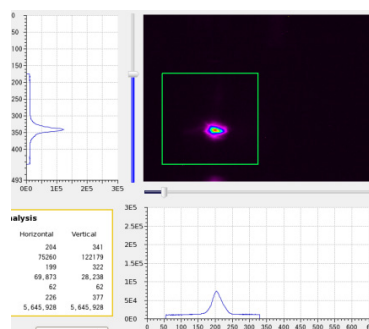 0
50
100
150
200
250
300
350
400
493
0E0 1E5 2E5 3E5
alysis
Horizontal Vertical
204 341
75260 122179
199 322
69,873 28,238
62 62
226 377
5,645,928 5,645,928
3E5
2.5E5
2E5
1.5E5
1E5
5E4
0E0
0 50 100 150 200 250 300 350 400 450 500 550 600